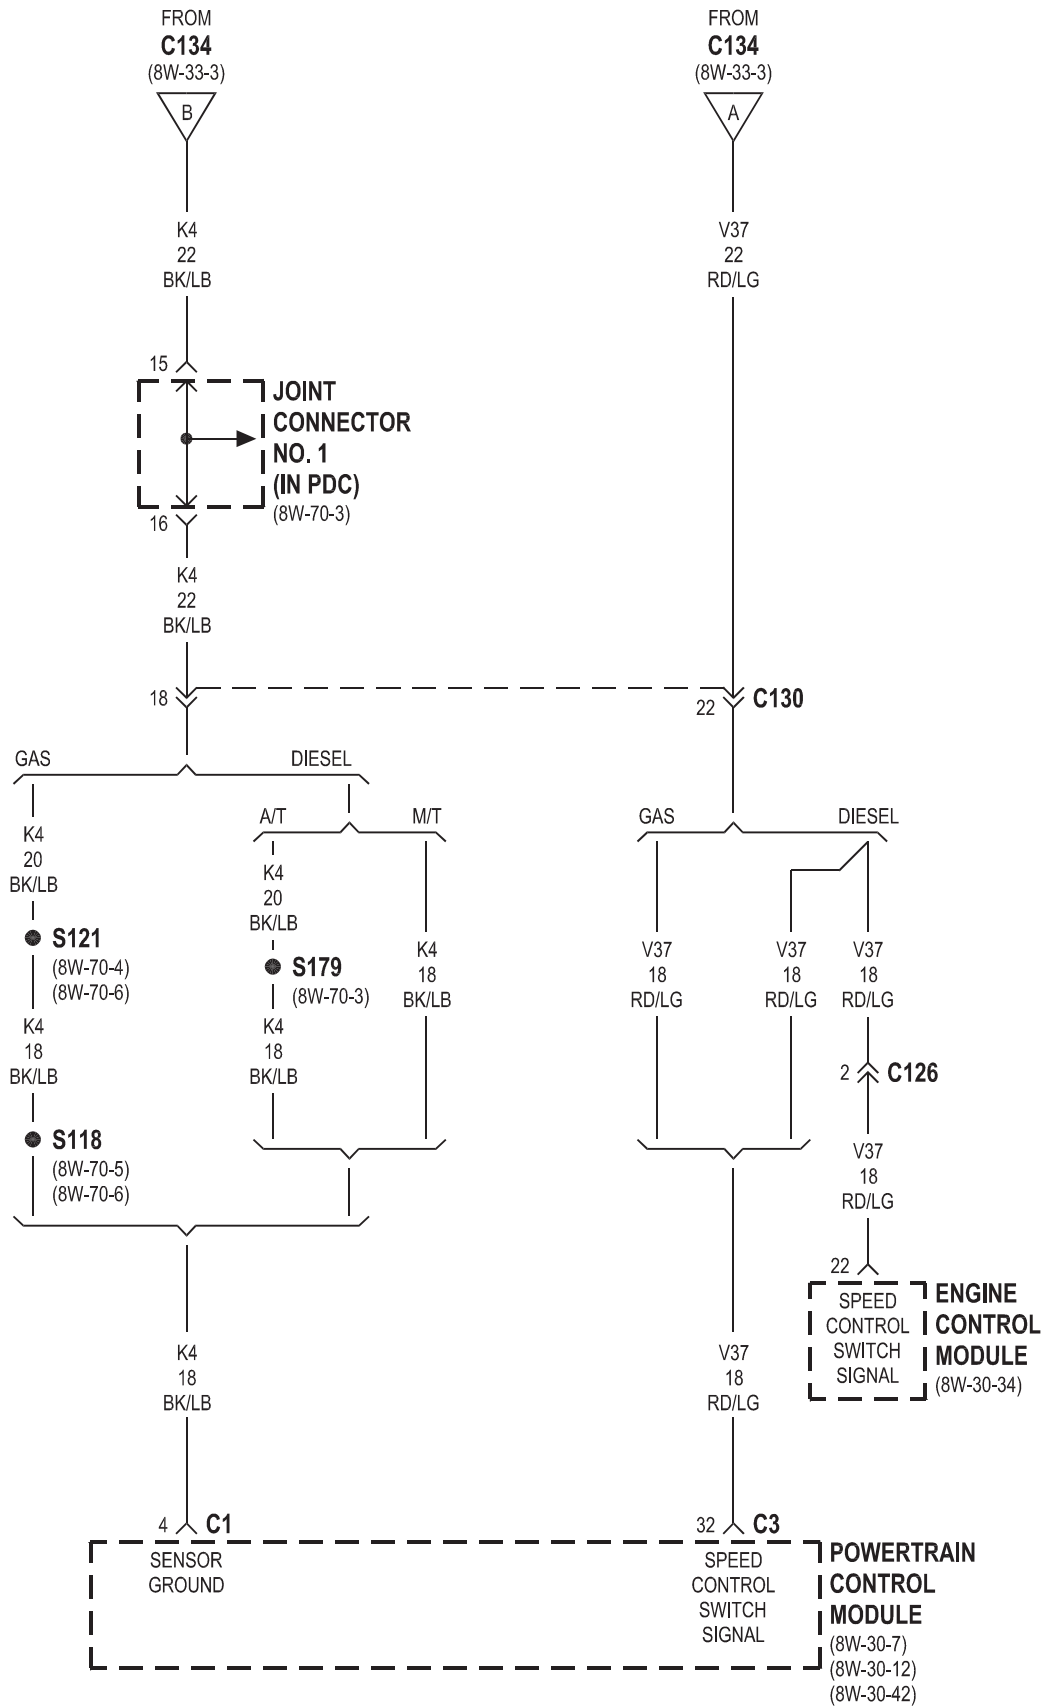 FROM
C134
(8W-33-3)
B
FROM
C134
(8W-33-3)
A
K4
22
BK/LB
V37
22
RD/LG
15
JOINT
CONNECTOR
NO. 1
(IN PDC)
(8W-70-3)
16
K4
22
BK/LB
18
22
C130
GAS
DIESEL
A/T
M/T
GAS
DIESEL
K4
20
BK/LB
S121
(8W-70-4)
(8W-70-6)
K4
18
BK/LB
S118
(8W-70-5)
(8W-70-6)
K4
20
BK/LB
S179
(8W-70-3)
K4
18
BK/LB
K4
18
BK/LB
V37
18
RD/LG
V37
18
RD/LG
V37
18
RD/LG
2
C126
V37
18
RD/LG
22
SPEED
CONTROL
SWITCH
SIGNAL
ENGINE
CONTROL
MODULE
(8W-30-34)
K4
18
BK/LB
V37
18
RD/LG
4
C1
32
C3
SENSOR
GROUND
SPEED
CONTROL
SWITCH
SIGNAL
POWERTRAIN
CONTROL
MODULE
(8W-30-7)
(8W-30-12)
(8W-30-42)